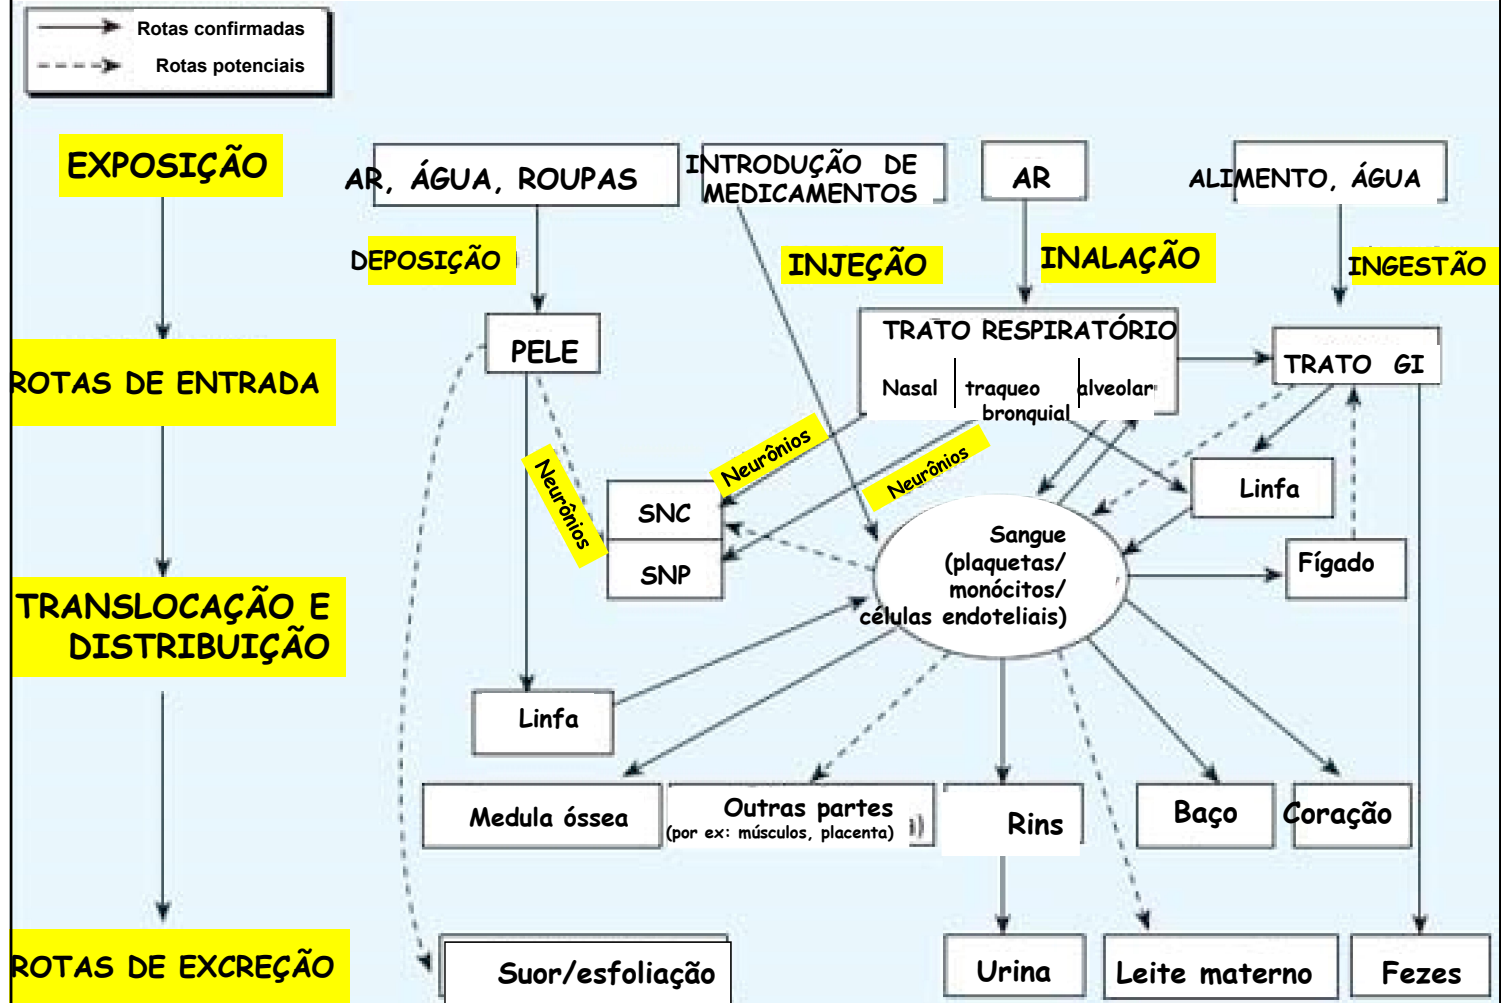 Rotas confirmadas
Rotas potenciais
EXPOSIÇÃO
AR, ÁGUA, ROUPAS
INTRODUÇÃO DE
MEDICAMENTOS
AR
ALIMENTO, ÁGUA
DEPOSIÇÃO
INJEÇÃO
INALAÇÃO
INGESTÃO
ROTAS DE ENTRADA
PELE
TRATO RESPIRATÓRIO
Nasal
traqueo
bronquial
alveolar
TRATO GI
Neurônios
Neurônios
Neurônios
SNC
SNP
Linfa
Sangue
(plaquetas/
monócitos/
células endoteliais)
Fígado
TRANSLOCAÇÃO E
DISTRIBUIÇÃO
Linfa
Medula óssea
Outras partes
(por ex: músculos, placenta)
Rins
Baço
Coração
ROTAS DE EXCREÇÃO
Suor/esfoliação
Urina
Leite materno
Fezes